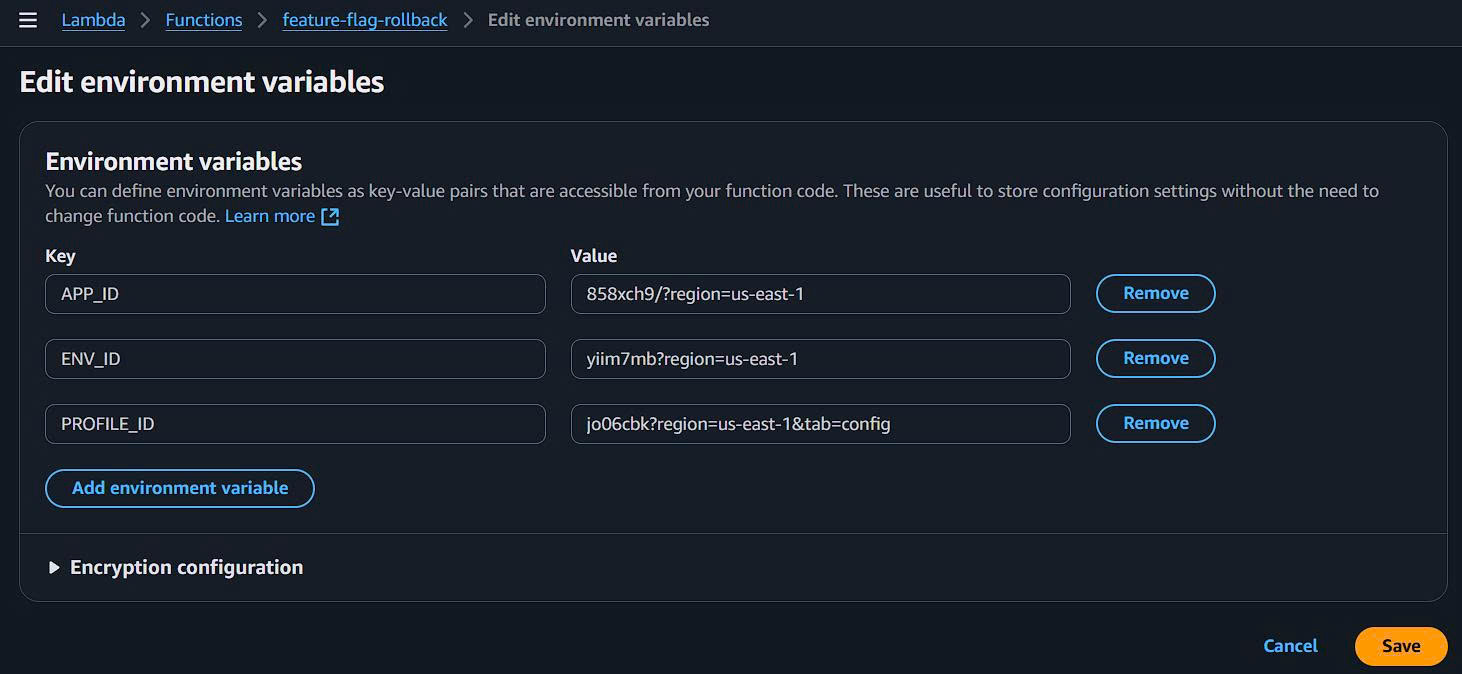 Lambda > Functions > feature-flag-rollback > Edit environment variables
Edit environment variables
Environment variables
You can define environment variables as key-value pairs that are accessible from your function code. These are useful to store configuration settings without the need to
change function code. Learn more
Key Value
APP_ID 858xch9/?region=us-east-1 Remove
ENV_ID yiim7mb?region=us-east-1 Remove
PROFILE_ID jo06cbk?region=us-east-1&tab=config Remove
Add environment variable
Encryption configuration
Cancel Save